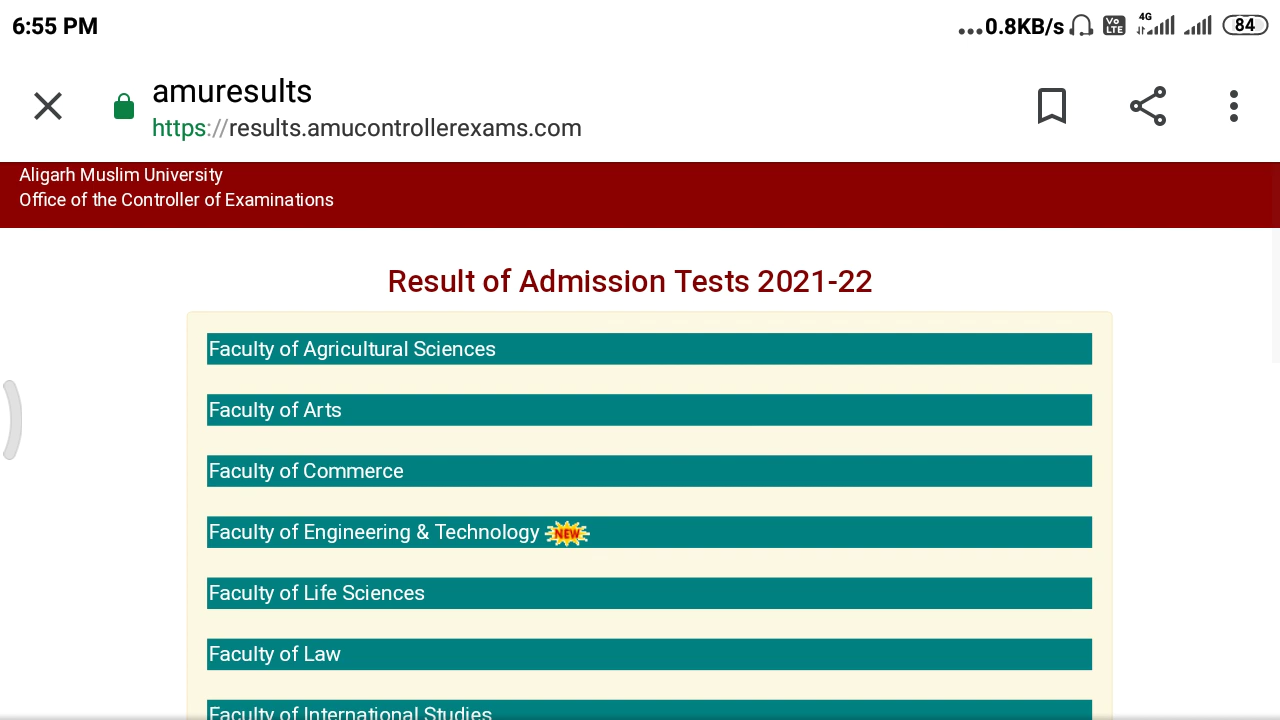 6:55 PM
...0.8KB/s Vo LTE 4G 84
amuresults
https://results.amucontrollerexams.com
Aligarh Muslim University
Office of the Controller of Examinations
Result of Admission Tests 2021-22
Faculty of Agricultural Sciences
Faculty of Arts
Faculty of Commerce
Faculty of Engineering & Technology NEW
Faculty of Life Sciences
Faculty of Law
Faculty of International Studies